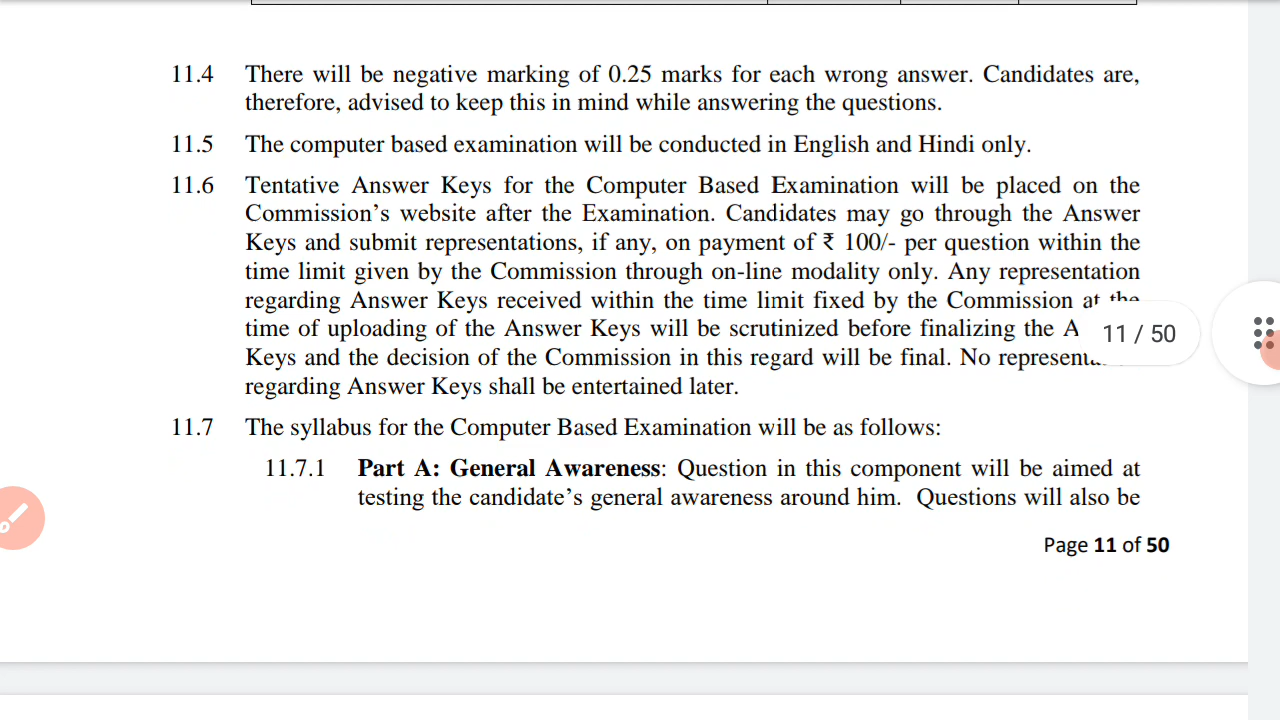 11.4 There will be negative marking of 0.25 marks for each wrong answer. Candidates are,
therefore, advised to keep this in mind while answering the questions.
11.5 The computer based examination will be conducted in English and Hindi only.
11.6 Tentative Answer Keys for the Computer Based Examination will be placed on the
Commission’s website after the Examination. Candidates may go through the Answer
Keys and submit representations, if any, on payment of ₹ 100/- per question within the
time limit given by the Commission through on-line modality only. Any representation
regarding Answer Keys received within the time limit fixed by the Commission at the
time of uploading of the Answer Keys will be scrutinized before finalizing the A
11 / 50
Keys and the decision of the Commission in this regard will be final. No
regarding Answer Keys shall be entertained later.
11.7 The syllabus for the Computer Based Examination will be as follows:
11.7.1 Part A: General Awareness: Question in this component will be aimed at
testing the candidate’s general awareness around him. Questions will also be
Page 11 of 50